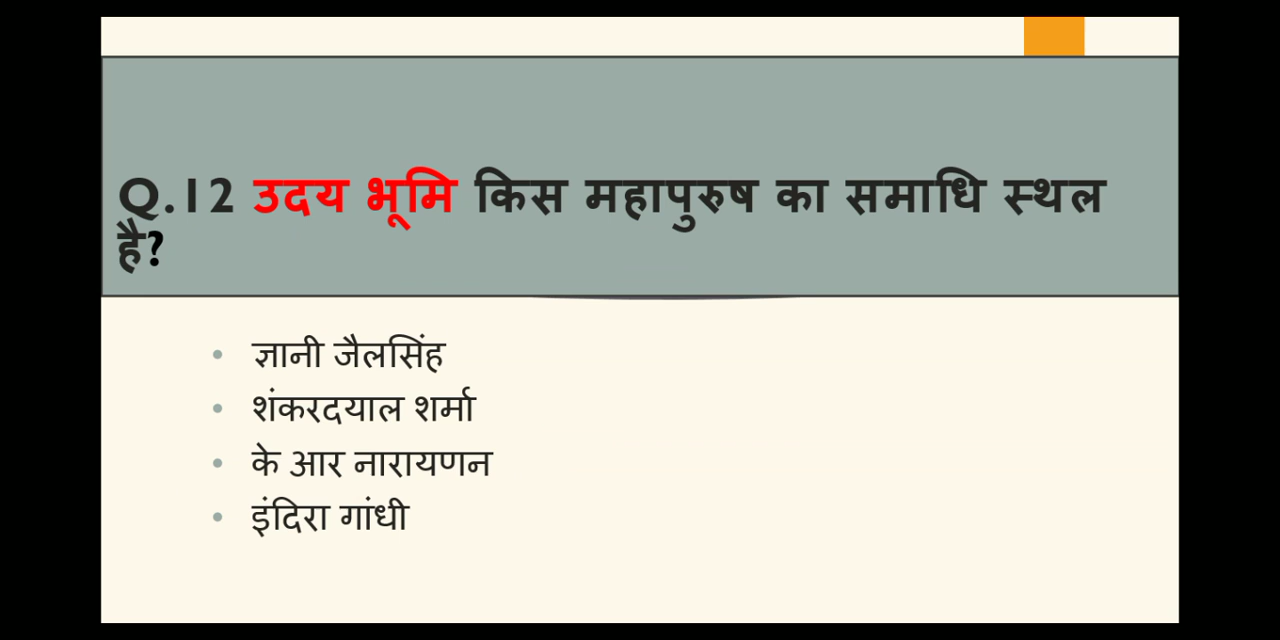 Q.12 उदय भूमि किस महापुरुष का समाधि स्थल
है?
• ज्ञानी जैलसिंह
• शंकरदयाल शर्मा
• के आर नारायणन
• इंदिरा गांधी